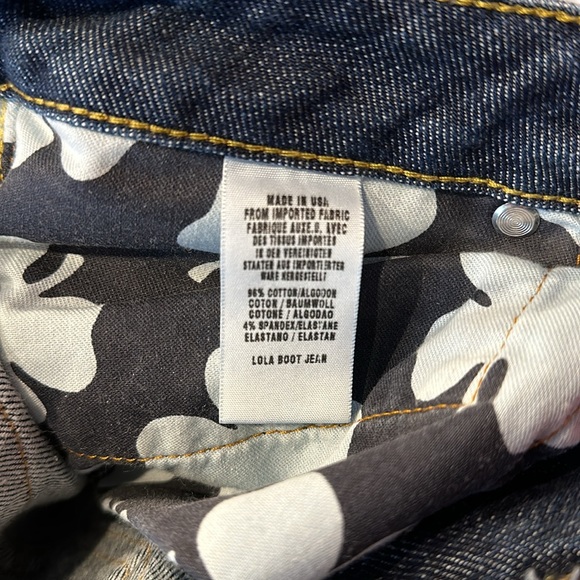 MADE IN USA
FROM IMPORTED FABRIC
FABRIQUE AUX E.U. AVEC
DES TISSUS IMPORTES
IN DER VEREINIGTEN
STAATEN AUS IMPORTIERTER
WARE HERGESTELLT
96% COTTON/ALGODON
COTON / BAUMWOLL
COTONE / ALGODAO
4% SPANDEX/ELASTANE
ELASTANO / ELASTAN
LOLA BOOT JEAN